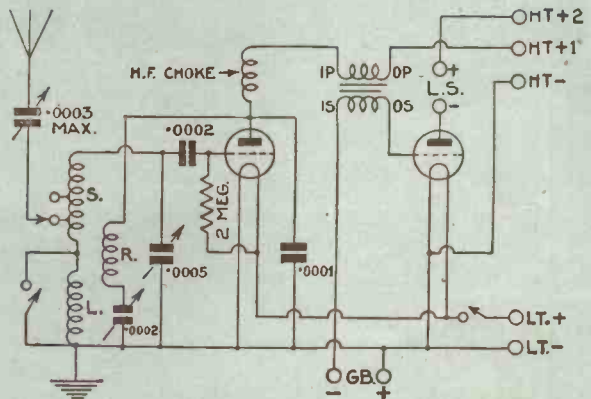 HT+2
HT+1
HT-
H.F. CHOKE
IP
OP
IS
OS
+
L.S.
-
.0003
MAX.
.0002
S.
R.
L.
.0005
2 MEG.
.0001
.0002
LT.+
LT.-
- G.B. +